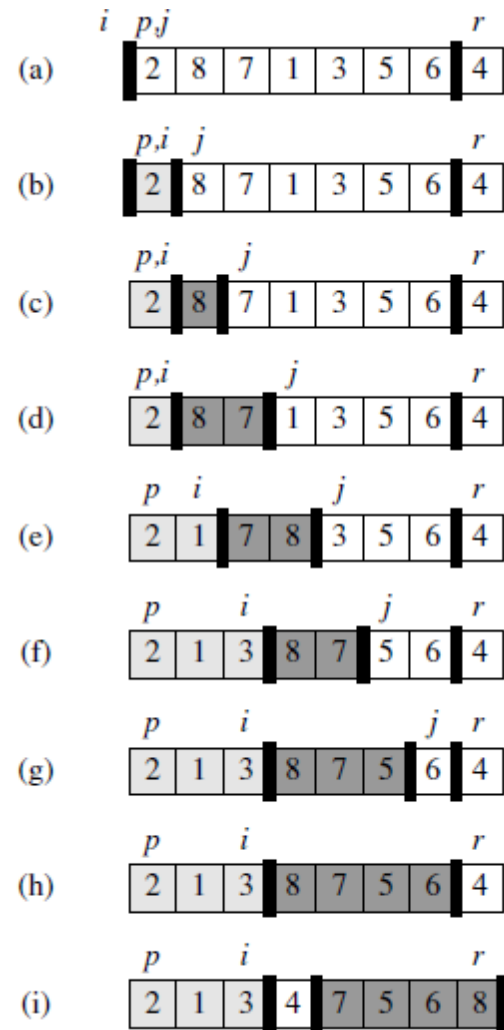 i p,j r
(a) 2 8 7 1 3 5 6 4
p,i j r
(b) 2 8 7 1 3 5 6 4
p,i j r
(c) 2 8 7 1 3 5 6 4
p,i j r
(d) 2 8 7 1 3 5 6 4
p i j r
(e) 2 1 7 8 3 5 6 4
p i j r
(f) 2 1 3 8 7 5 6 4
p i j r
(g) 2 1 3 8 7 5 6 4
p i r
(h) 2 1 3 8 7 5 6 4
p i r
(i) 2 1 3 4 7 5 6 8